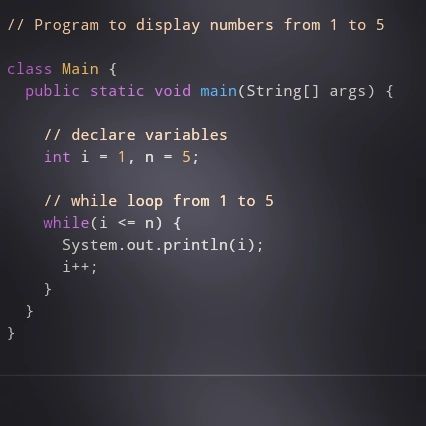 // Program to display numbers from 1 to 5
class Main {
  public static void main(String[] args) {
    // declare variables
    int i = 1, n = 5;
    // while loop from 1 to 5
    while(i <= n) {
      System.out.println(i);
      i++;
    }
  }
}